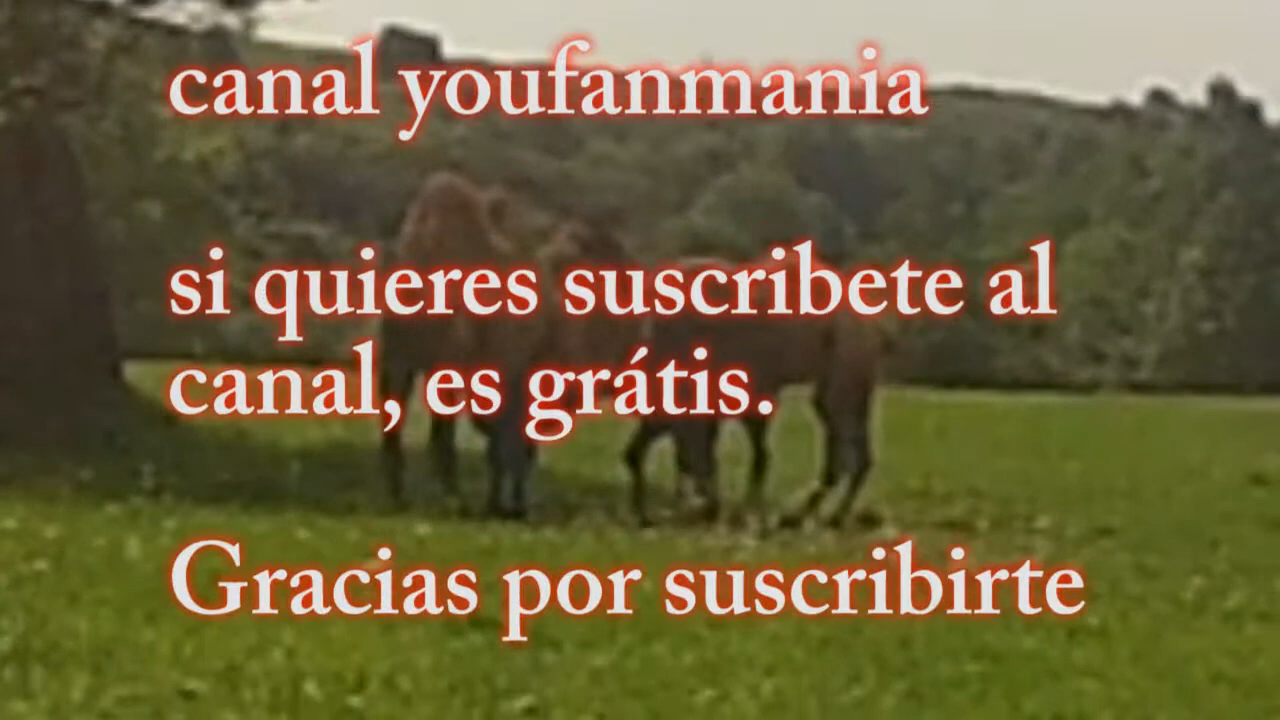 canal youfanmania
si quieres suscribete al
canal, es grátis.
Gracias por suscribirte